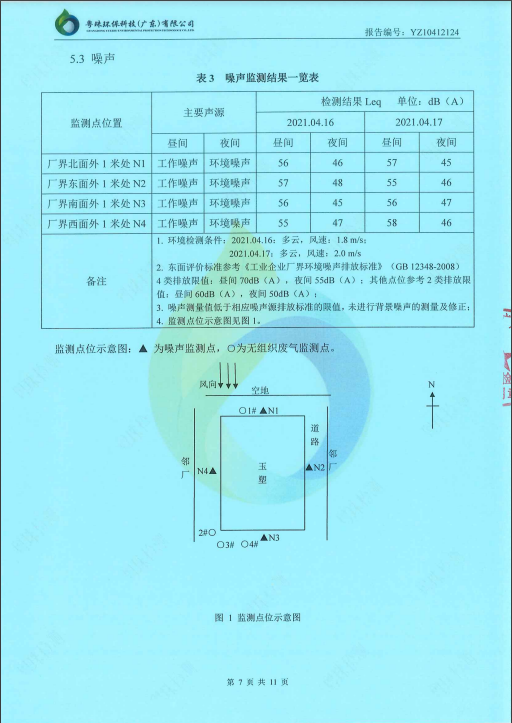 粤珠环保科技(广东)有限公司
报告编号：YZ10412124
5.3 噪声
表 3 噪声监测结果一览表
监测点位置 主要声源 检测结果 Leq 单位：dB（A）
2021.04.16 2021.04.17
昼间 夜间 昼间 夜间 昼间 夜间
厂界北面外 1 米处 N1 工作噪声 环境噪声 56 46 57 45
厂界东面外 1 米处 N2 工作噪声 环境噪声 57 48 55 46
厂界南面外 1 米处 N3 工作噪声 环境噪声 56 45 56 47
厂界西面外 1 米处 N4 工作噪声 环境噪声 55 47 58 46
备注
1. 环境检测条件：2021.04.16：多云，风速：1.8 m/s；
2021.04.17：多云，风速：2.0 m/s
2. 东面评价标准参考《工业企业厂界环境噪声排放标准》（GB 12348-2008）
4 类排放限值：昼间 70dB（A），夜间 55dB（A）；其他点位参考 2 类排放限
值：昼间 60dB（A），夜间 50dB（A）；
3. 噪声测量值低于相应噪声源排放标准的限值，未进行背景噪声的测量及修正；
4. 监测点位示意图见图 1。
监测点位示意图：▲ 为噪声监测点，○为无组织废气监测点。
风向
空地
N
○1# ▲N1
道路
邻厂
N4▲
玉塑
▲N2
邻厂
2#○
○3# ○4# ▲N3
图 1 监测点位示意图
第 7 页 共 11 页